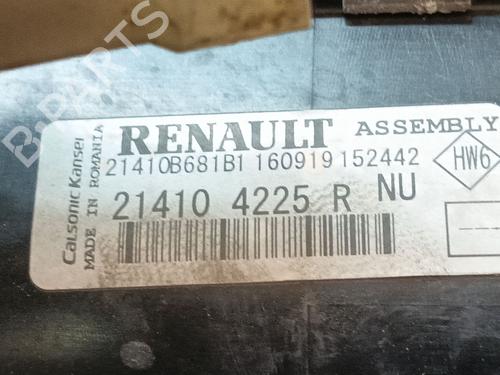 B-PARTS
RENAULT ASSEMBLY
21410B681B1 160919 152442
HW6
21410 4225 R NU
Calsonic Kansei
MADE IN ROMANIA